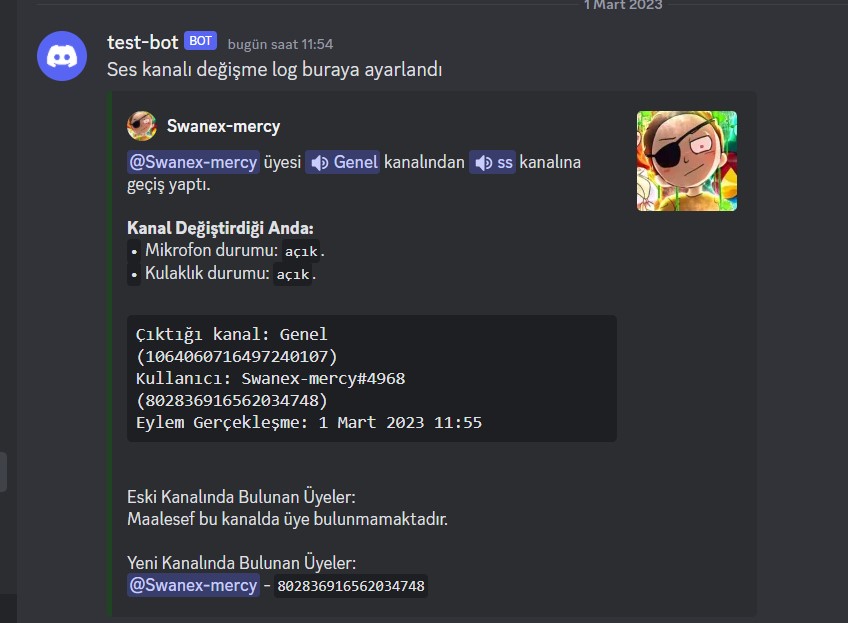 1 Mart 2023
test-bot BOT bugün saat 11:54
Ses kanalı değişme log buraya ayarlandı
Swanex-mercy
@Swanex-mercy üyesi Genel kanalından ss kanalına
geçiş yaptı.
Kanal Değiştirdiği Anda:
• Mikrofon durumu: açık.
• Kulaklık durumu: açık.
Çıktığı kanal: Genel
(1064060716497240107)
Kullanıcı: Swanex-mercy#4968
(802836916562034748)
Eylem Gerçekleşme: 1 Mart 2023 11:55
Eski Kanalında Bulunan Üyeler:
Maalesef bu kanalda üye bulunmamaktadır.
Yeni Kanalında Bulunan Üyeler:
@Swanex-mercy - 802836916562034748